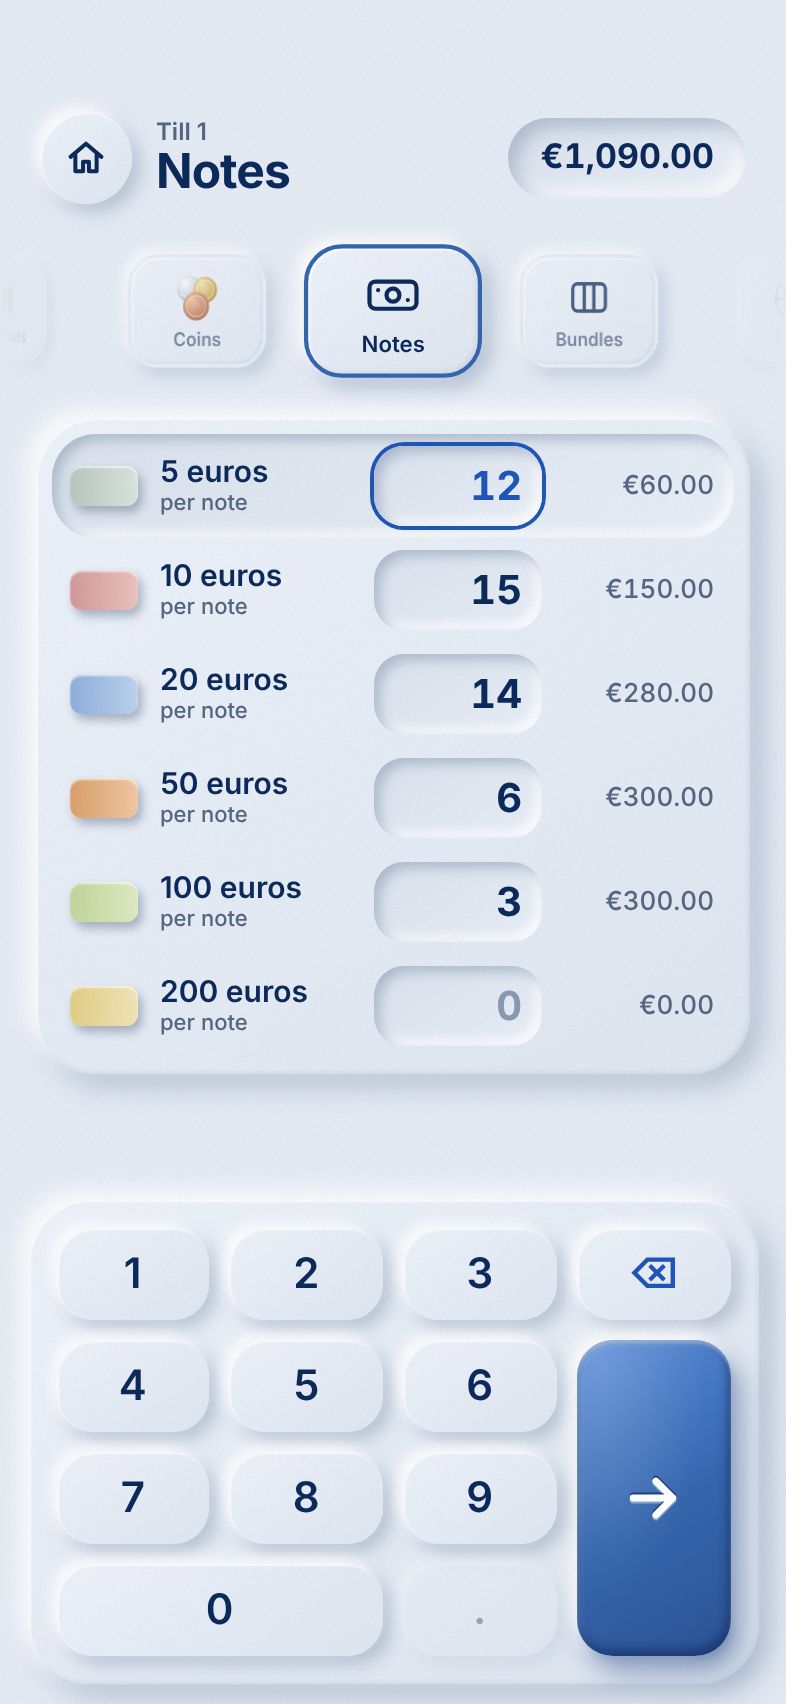 Till 1
Notes
€1,090.00
Coins
Notes
Bundles
5 euros
per note
12
€60.00
10 euros
per note
15
€150.00
20 euros
per note
14
€280.00
50 euros
per note
6
€300.00
100 euros
per note
3
€300.00
200 euros
per note
0
€0.00
1
2
3
4
5
6
7
8
9
0
.